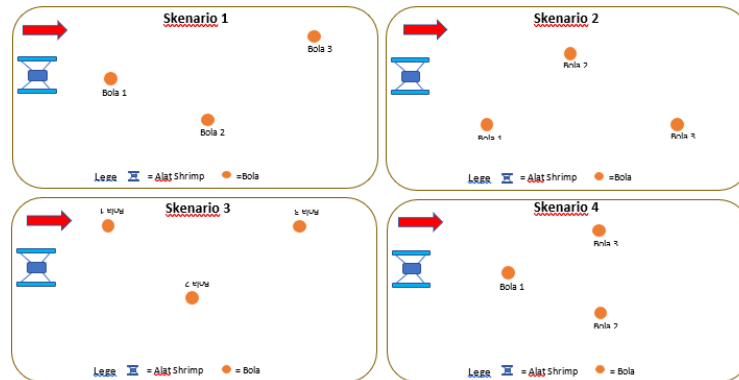 Skenario 1
Bola 3
Bola 1
Bola 2
Lege = Alat Shrimp =Bola
Skenario 2
Bola 2
Bola 1
Bola 3
Lege = Alat Shrimp =Bola
Skenario 3
Bola 1
Bola 3
Bola 2
Lege = Alat Shrimp = Bola
Skenario 4
Bola 3
Bola 1
Bola 2
Lege = Alat Shrimp = Bola